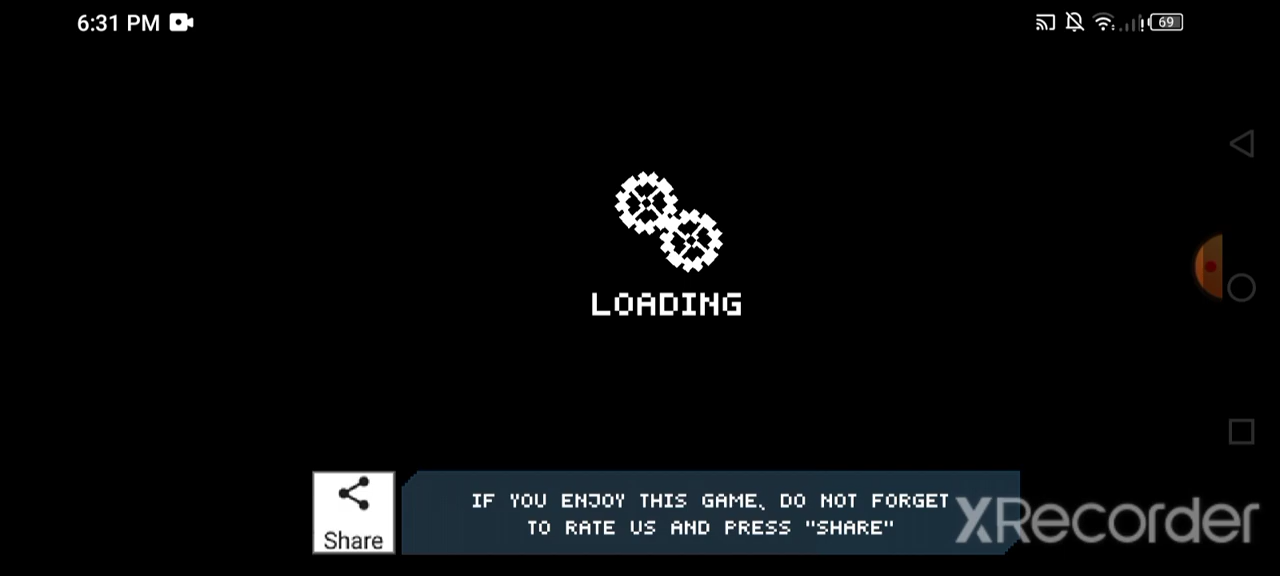 6:31 PM
69
LOADING
IF YOU ENJOY THIS GAME, DO NOT FORGET
TO RATE US AND PRESS "SHARE"
Share
XRecorder